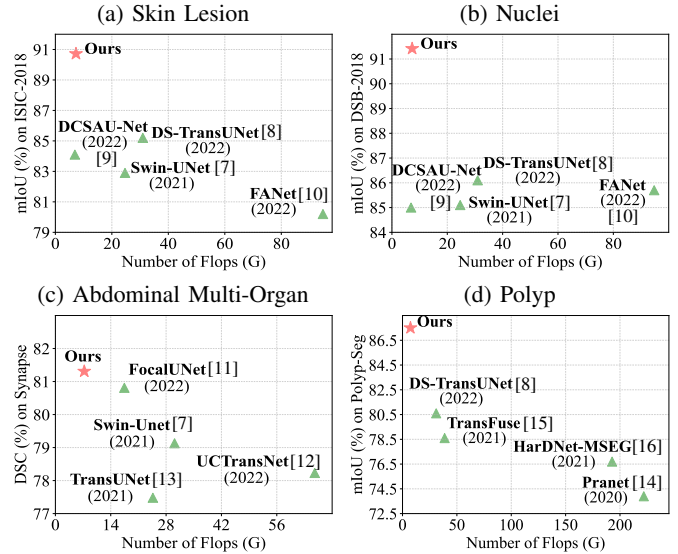 (a) Skin Lesion
mIoU (%) on ISIC-2018
91
89
87
85
83
81
79
Ours
DCSAU-Net
(2022)
[9]
DS-TransUNet[8]
(2022)
Swin-UNet[7]
(2021)
FANet[10]
(2022)
0 20 40 60 80
Number of Flops (G)
(b) Nuclei
mIoU (%) on DSB-2018
91
90
89
88
87
86
85
84
Ours
DCSAU-Net
(2022)
[9]
DS-TransUNet[8]
(2022)
Swin-UNet[7]
(2021)
FANet
(2022)
[10]
0 20 40 60 80
Number of Flops (G)
(c) Abdominal Multi-Organ
DSC (%) on Synapse
82
81
80
79
78
77
Ours
FocalUNet[11]
(2022)
Swin-Unet[7]
(2021)
UCTransNet[12]
(2022)
TransUNet[13]
(2021)
0 14 28 42 56
Number of Flops (G)
(d) Polyp
mIoU (%) on Polyp-Seg
86.5
84.5
82.5
80.5
78.5
76.5
74.5
72.5
Ours
DS-TransUNet[8]
(2022)
TransFuse[15]
(2021)
HarDNet-MSEG[16]
(2021)
Pranet[14]
(2020)
0 50 100 150 200
Number of Flops (G)